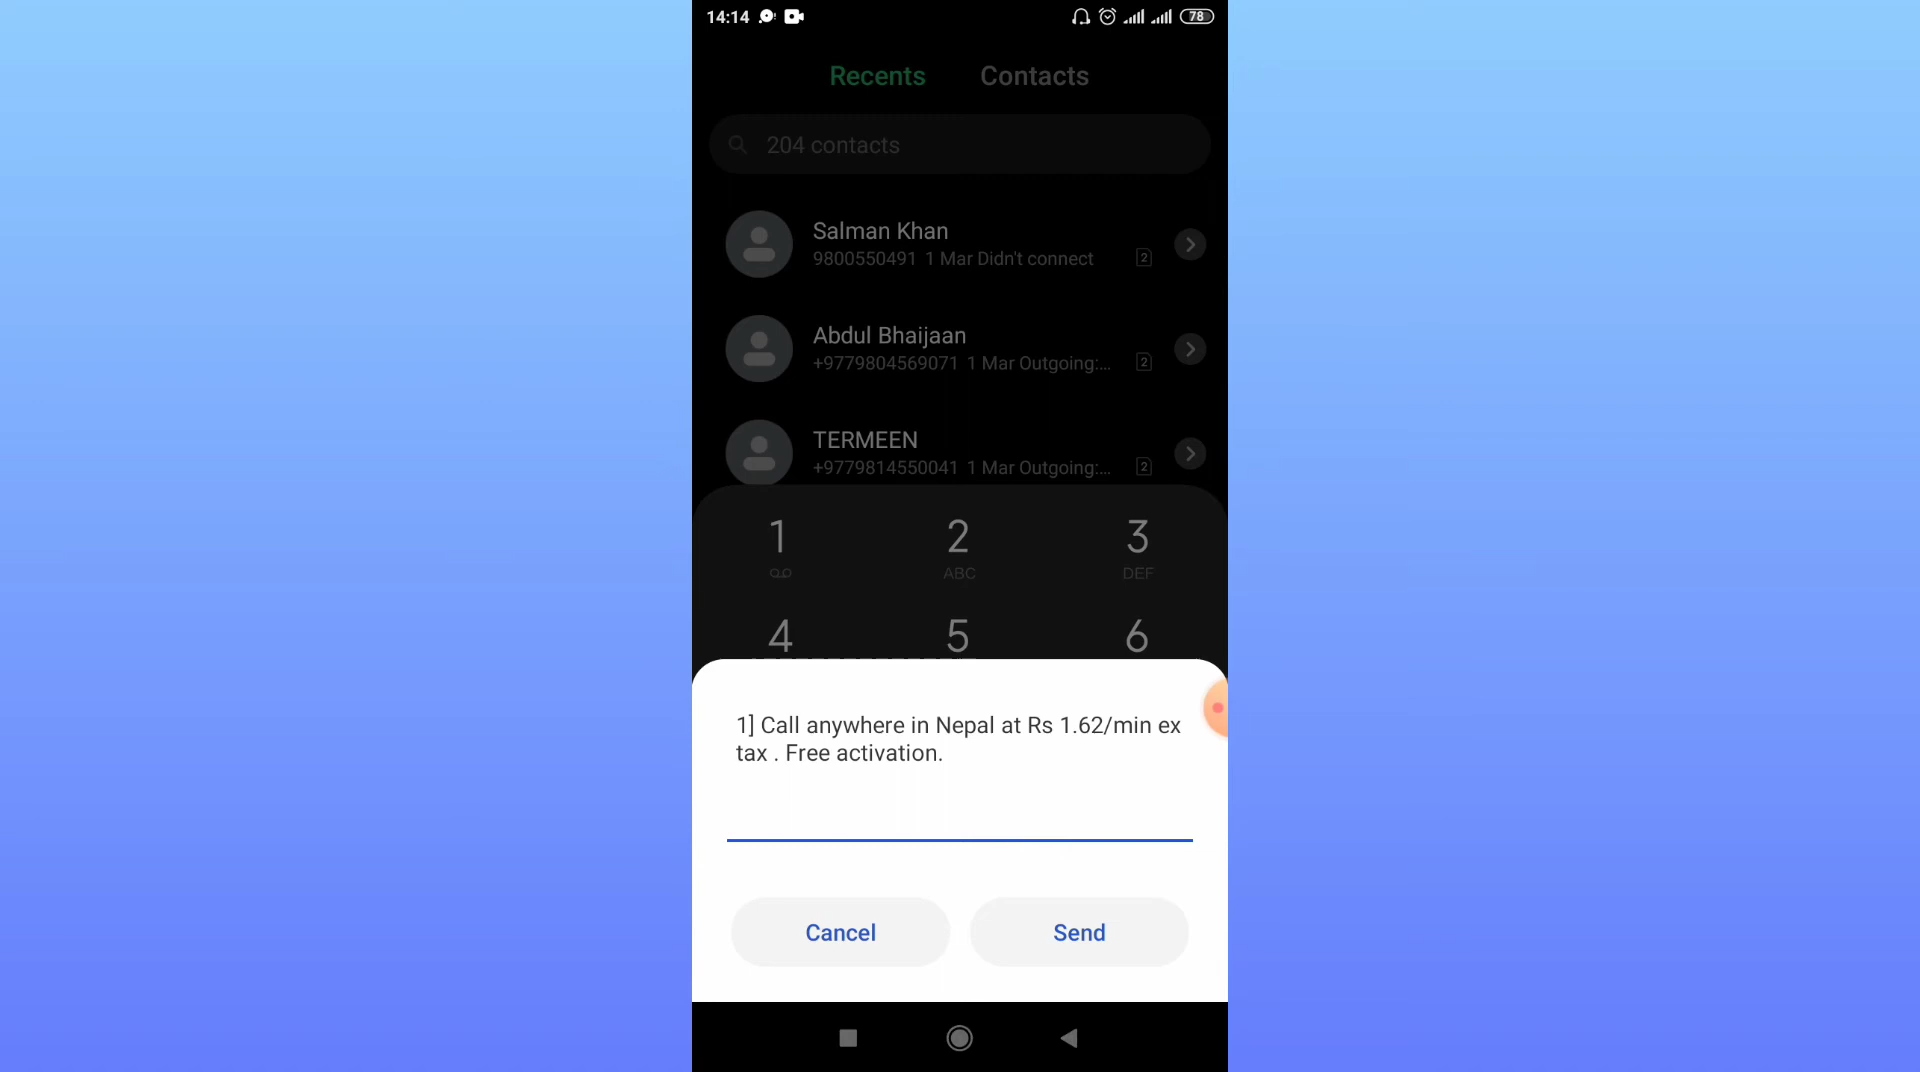 14:14
78
Recents Contacts
204 contacts
Salman Khan
9800550491 1 Mar Didn't connect 2
Abdul Bhaijaan
+9779804569071 1 Mar Outgoing:... 2
TERMEEN
+9779814550041 1 Mar Outgoing:... 2
1 2 3
ABC DEF
4 5 6
1] Call anywhere in Nepal at Rs 1.62/min ex
tax . Free activation.
Cancel Send